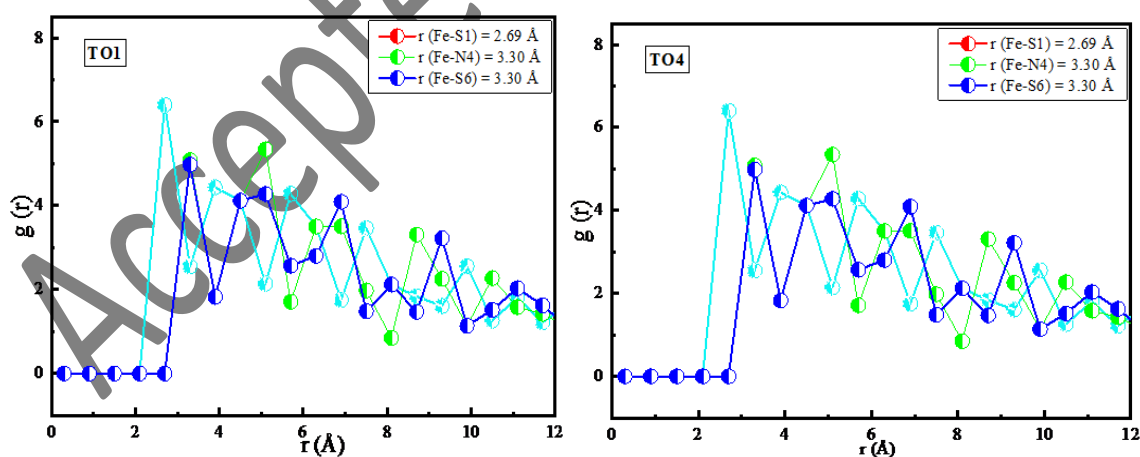 TO1
r (Fe-S1) = 2.69 Å
r (Fe-N4) = 3.30 Å
r (Fe-S6) = 3.30 Å
g (r)
8
6
4
2
0
0 2 4 6 8 10 12
r (Å)
TO4
r (Fe-S1) = 2.69 Å
r (Fe-N4) = 3.30 Å
r (Fe-S6) = 3.30 Å
g (r)
8
6
4
2
0
0 2 4 6 8 10 12
r (Å)
Accepte